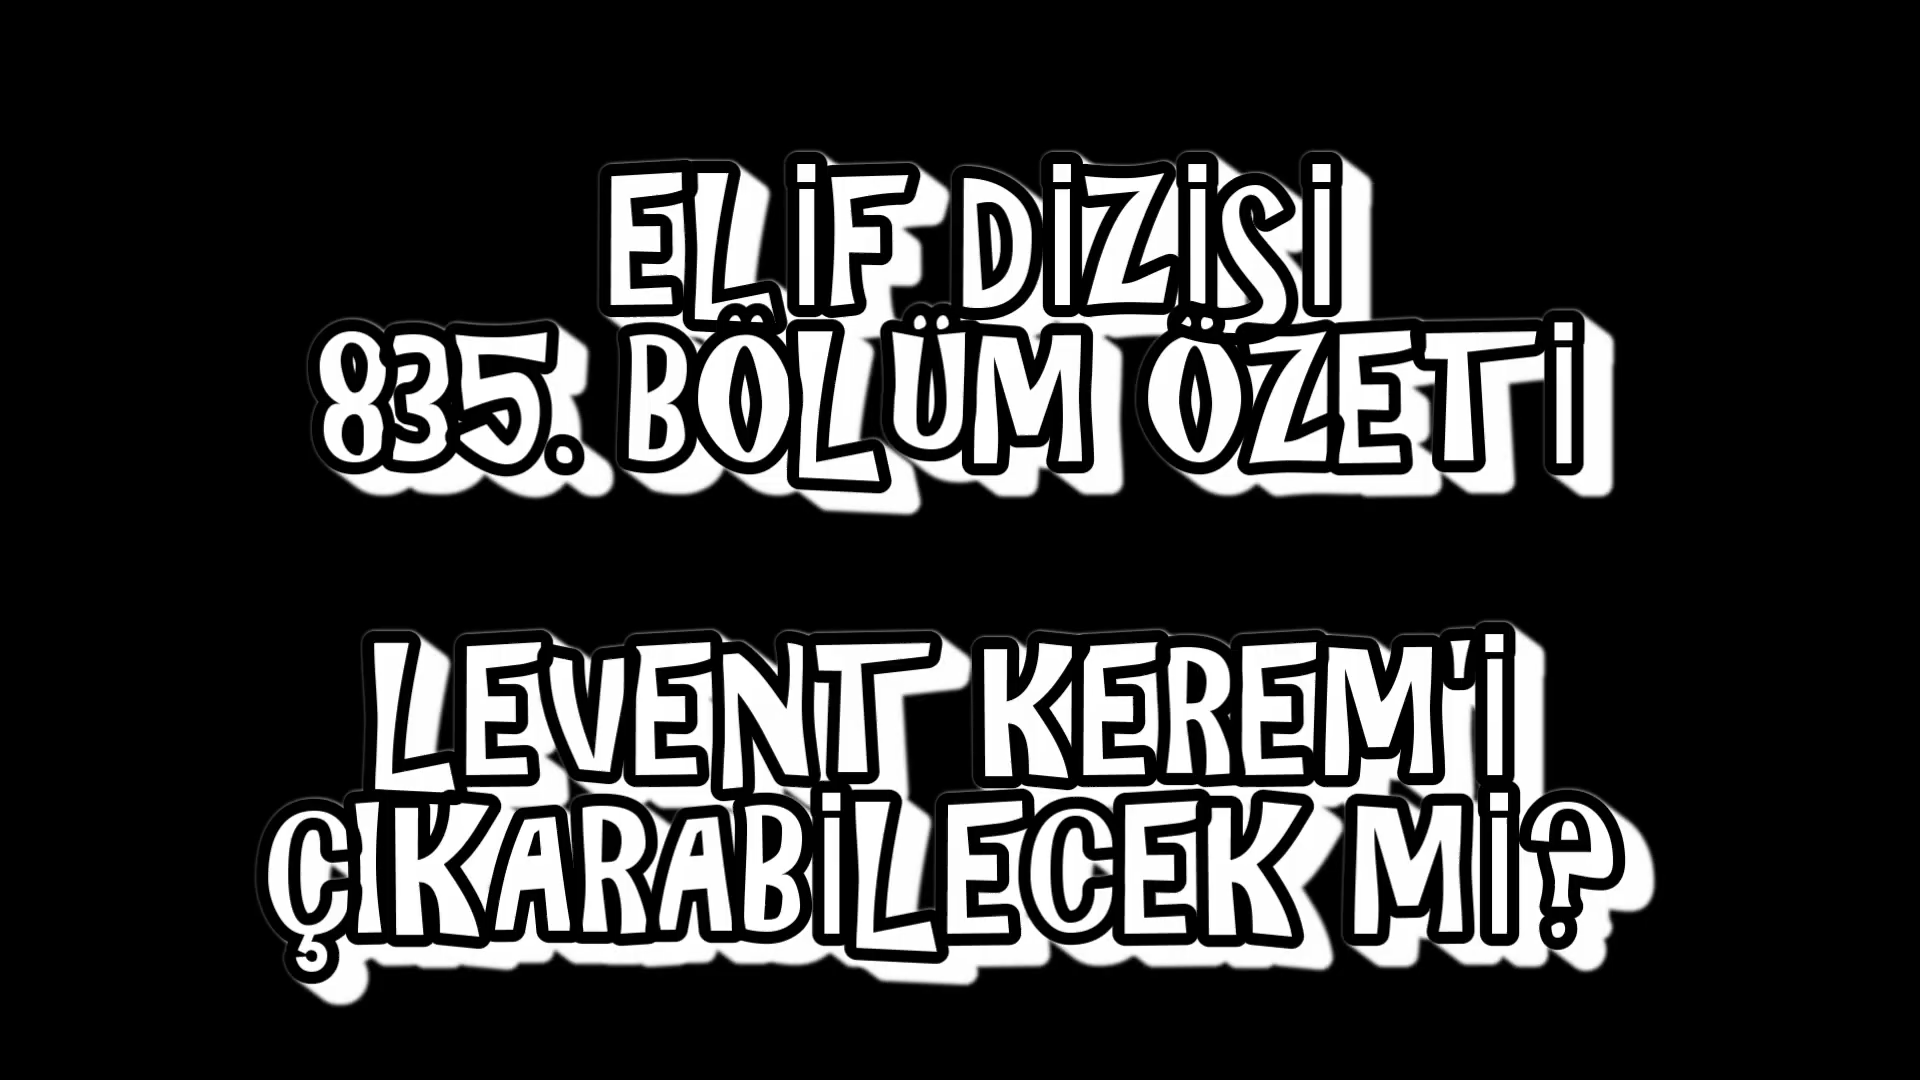 ELİF DİZİSİ
835. BÖLÜM ÖZETİ
LEVENT KEREM'İ
ÇIKARABİLECEK Mİ?